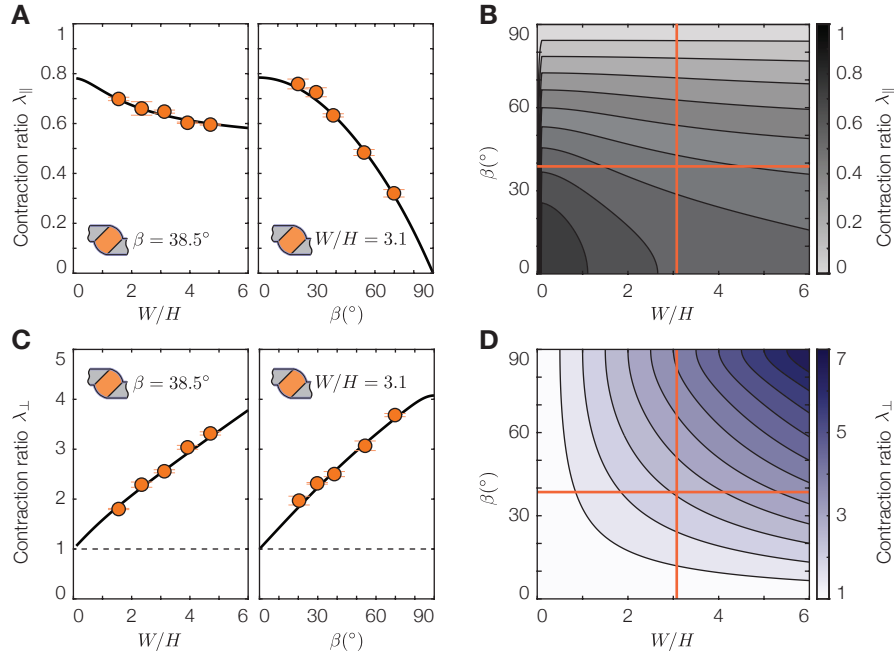 A
Contraction ratio λ∥
1
0.8
0.6
0.4
0.2
0
β = 38.5°
W/H = 3.1
0 2 4 6
0 30 60 90
W/H
β(°)
B
β(°)
90
60
30
0
0 2 4 6
W/H
1
0.8
0.6
0.4
0.2
0
Contraction ratio λ∥
C
Contraction ratio λ⊥
5
4
3
2
1
0
β = 38.5°
W/H = 3.1
0 2 4 6
0 30 60 90
W/H
β(°)
D
β(°)
90
60
30
0
0 2 4 6
W/H
7
6
5
4
3
2
1
Contraction ratio λ⊥